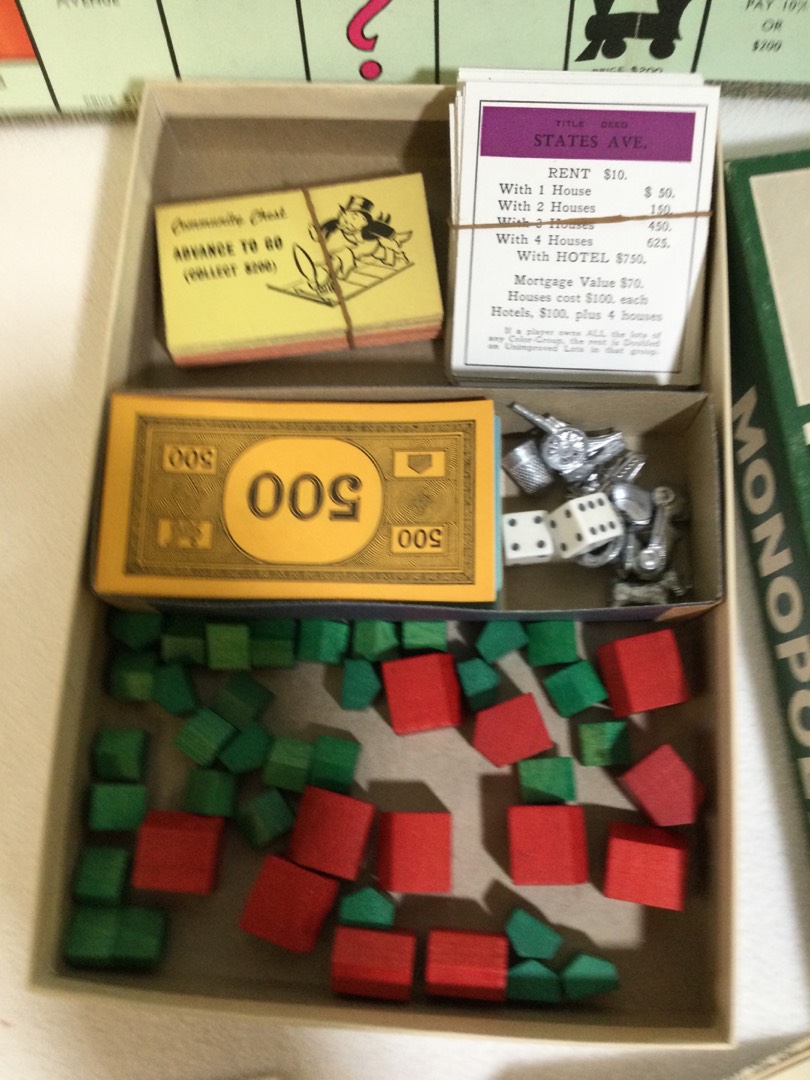 AVENUE
PAY 10%
OR
$200
PRICE $200
Community Chest
ADVANCE TO GO
(COLLECT $200)
TITLE DEED
STATES AVE.
RENT $10.
With 1 House $ 50.
With 2 Houses 150.
With 3 Houses 450.
With 4 Houses 625.
With HOTEL $750.
Mortgage Value $70.
Houses cost $100. each
Hotels, $100. plus 4 houses
If a player owns ALL the lots of
any Color-Group, the rent is Doubled
on Unimproved Lots in that group.
500
500
500
MONOPO